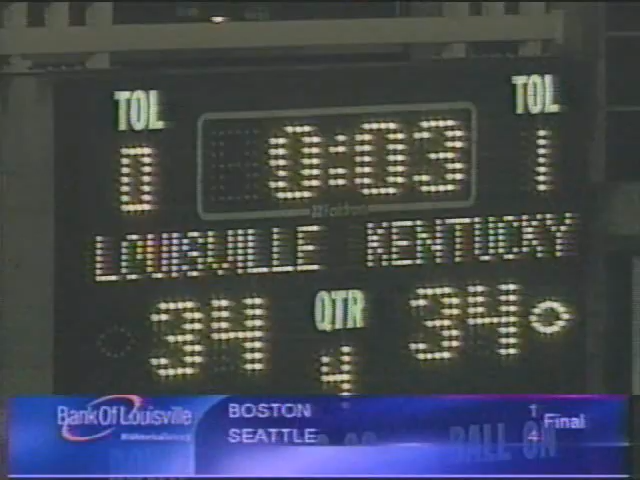 TOL TOL
0 0:03 1
LOUISVILLE KENTUCKY
34 QTR 34
4
Bank Of Louisville
BOSTON 1 Final
SEATTLE 4
BALL ON